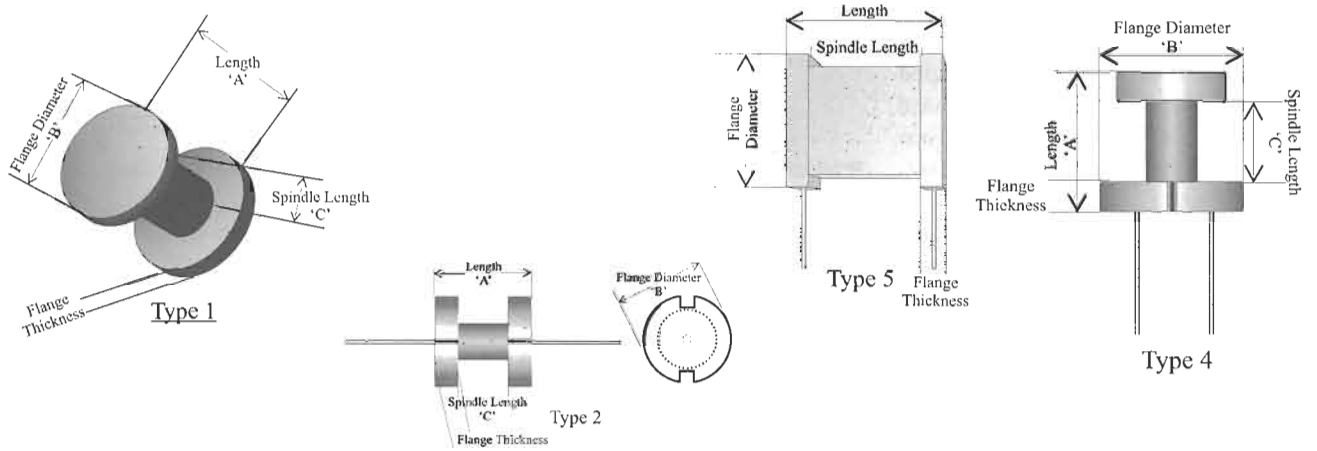 Length
'A'
Flange Diameter
'B'
Spindle Length
'C'
Flange
Thickness
Type 1
Length
'A'
Flange Diameter
'B'
Spindle Length
'C'
Type 2
Flange Thickness
Length
Spindle Length
Flange
Diameter
Type 5
Flange
Thickness
Flange Diameter
'B'
Length
'A'
Spindle Length
'C'
Flange
Thickness
Type 4